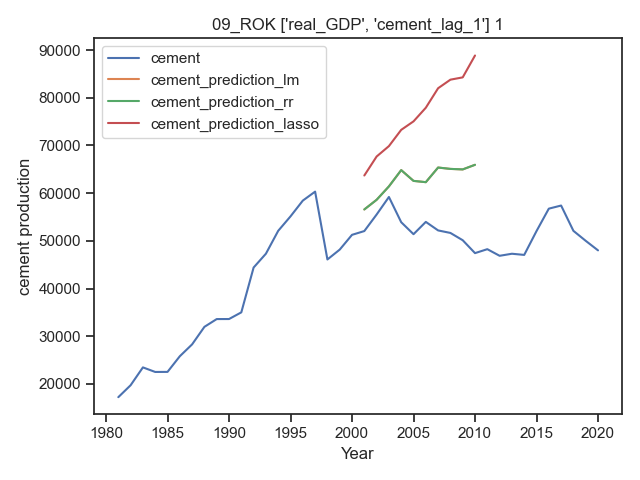 09_ROK ['real_GDP', 'cement_lag_1'] 1
90000
80000
70000
60000
50000
40000
30000
20000
cement production
cement
cement_prediction_lm
cement_prediction_rr
cement_prediction_lasso
1980 1985 1990 1995 2000 2005 2010 2015 2020
Year